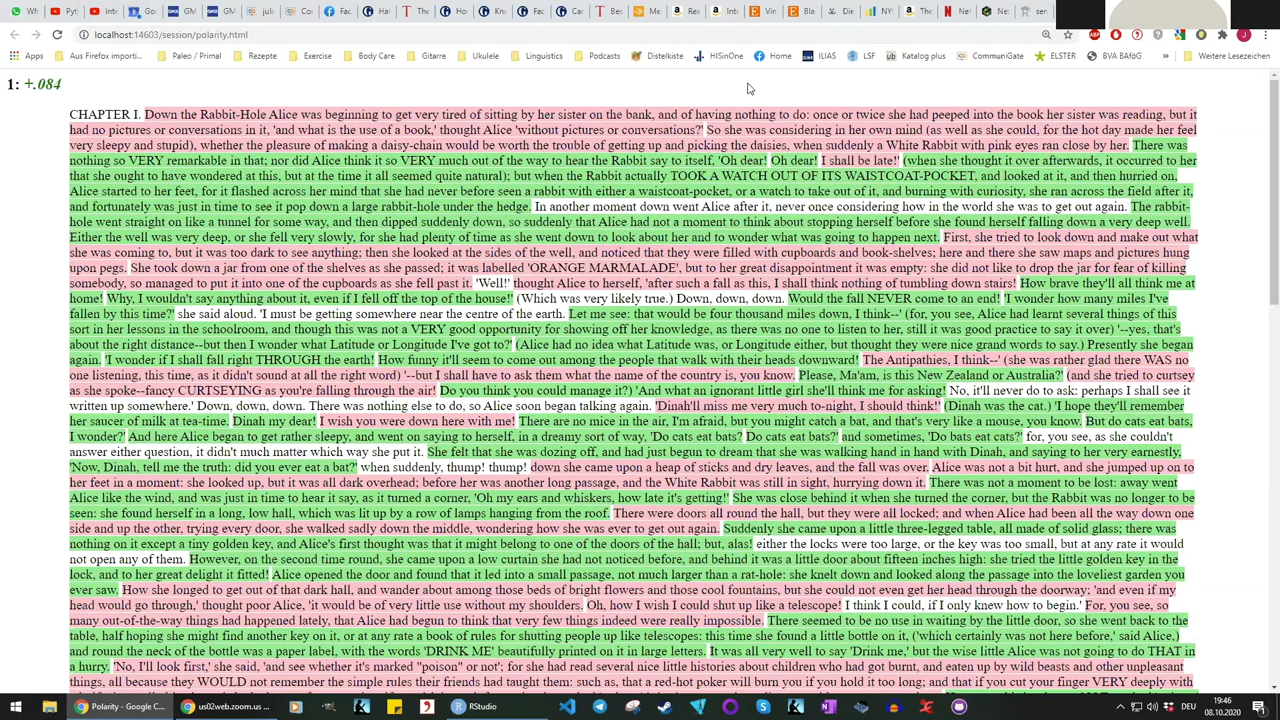 Wh
Pyt
Yout
Goo
GMX
GM
julia
Co
Fac
Ha
The
Ho
Kno
Fac
Car
Bes
Me
Rea
Inte
Evin
Bla
Die
NYC
The
Net
Nes
sen
localhost:14603/session/polarity.html
Apps Aus Firefox importi... Paleo / Primal Rezepte Exercise Body Care Gitarre Ukulele Linguistics Podcasts Distelkiste HISinOne Home ILIAS LSF Katalog plus CommuniGate ELSTER BVA BAföG » Weitere Lesezeichen
1: +.084
CHAPTER I. Down the Rabbit-Hole Alice was beginning to get very tired of sitting by her sister on the bank, and of having nothing to do: once or twice she had peeped into the book her sister was reading, but it
had no pictures or conversations in it, 'and what is the use of a book,' thought Alice 'without pictures or conversations?' So she was considering in her own mind (as well as she could, for the hot day made her feel
very sleepy and stupid), whether the pleasure of making a daisy-chain would be worth the trouble of getting up and picking the daisies, when suddenly a White Rabbit with pink eyes ran close by her. There was
nothing so VERY remarkable in that; nor did Alice think it so VERY much out of the way to hear the Rabbit say to itself, 'Oh dear! Oh dear! I shall be late!' (when she thought it over afterwards, it occurred to her
that she ought to have wondered at this, but at the time it all seemed quite natural); but when the Rabbit actually TOOK A WATCH OUT OF ITS WAISTCOAT-POCKET, and looked at it, and then hurried on,
Alice started to her feet, for it flashed across her mind that she had never before seen a rabbit with either a waistcoat-pocket, or a watch to take out of it, and burning with curiosity, she ran across the field after it,
and fortunately was just in time to see it pop down a large rabbit-hole under the hedge. In another moment down went Alice after it, never once considering how in the world she was to get out again. The rabbit-
hole went straight on like a tunnel for some way, and then dipped suddenly down, so suddenly that Alice had not a moment to think about stopping herself before she found herself falling down a very deep well.
Either the well was very deep, or she fell very slowly, for she had plenty of time as she went down to look about her and to wonder what was going to happen next. First, she tried to look down and make out what
she was coming to, but it was too dark to see anything; then she looked at the sides of the well, and noticed that they were filled with cupboards and book-shelves; here and there she saw maps and pictures hung
upon pegs. She took down a jar from one of the shelves as she passed; it was labelled 'ORANGE MARMALADE', but to her great disappointment it was empty: she did not like to drop the jar for fear of killing
somebody, so managed to put it into one of the cupboards as she fell past it. 'Well!' thought Alice to herself, 'after such a fall as this, I shall think nothing of tumbling down stairs! How brave they'll all think me at
home! Why, I wouldn't say anything about it, even if I fell off the top of the house!' (Which was very likely true.) Down, down, down. Would the fall NEVER come to an end! 'I wonder how many miles I've
fallen by this time?' she said aloud. 'I must be getting somewhere near the centre of the earth. Let me see: that would be four thousand miles down, I think--' (for, you see, Alice had learnt several things of this
sort in her lessons in the schoolroom, and though this was not a VERY good opportunity for showing off her knowledge, as there was no one to listen to her, still it was good practice to say it over) '--yes, that's
about the right distance--but then I wonder what Latitude or Longitude I've got to?' (Alice had no idea what Latitude was, or Longitude either, but thought they were nice grand words to say.) Presently she began
again. 'I wonder if I shall fall right THROUGH the earth! How funny it'll seem to come out among the people that walk with their heads downward! The Antipathies, I think--' (she was rather glad there WAS no
one listening, this time, as it didn't sound at all the right word) '--but I shall have to ask them what the name of the country is, you know. Please, Ma'am, is this New Zealand or Australia?' (and she tried to curtsey
as she spoke--fancy CURTSEYING as you're falling through the air! Do you think you could manage it?) 'And what an ignorant little girl she'll think me for asking! No, it'll never do to ask: perhaps I shall see it
written up somewhere.' Down, down, down. There was nothing else to do, so Alice soon began talking again. 'Dinah'll miss me very much to-night, I should think!' (Dinah was the cat.) 'I hope they'll remember
her saucer of milk at tea-time. Dinah my dear! I wish you were down here with me! There are no mice in the air, I'm afraid, but you might catch a bat, and that's very like a mouse, you know. But do cats eat bats,
I wonder?' And here Alice began to get rather sleepy, and went on saying to herself, in a dreamy sort of way, 'Do cats eat bats? Do cats eat bats?' and sometimes, 'Do bats eat cats?' for, you see, as she couldn't
answer either question, it didn't much matter which way she put it. She felt that she was dozing off, and had just begun to dream that she was walking hand in hand with Dinah, and saying to her very earnestly,
'Now, Dinah, tell me the truth: did you ever eat a bat?' when suddenly, thump! thump! down she came upon a heap of sticks and dry leaves, and the fall was over. Alice was not a bit hurt, and she jumped up on to
her feet in a moment: she looked up, but it was all dark overhead; before her was another long passage, and the White Rabbit was still in sight, hurrying down it. There was not a moment to be lost: away went
Alice like the wind, and was just in time to hear it say, as it turned a corner, 'Oh my ears and whiskers, how late it's getting!' She was close behind it when she turned the corner, but the Rabbit was no longer to be
seen: she found herself in a long, low hall, which was lit up by a row of lamps hanging from the roof. There were doors all round the hall, but they were all locked; and when Alice had been all the way down one
side and up the other, trying every door, she walked sadly down the middle, wondering how she was ever to get out again. Suddenly she came upon a little three-legged table, all made of solid glass; there was
nothing on it except a tiny golden key, and Alice's first thought was that it might belong to one of the doors of the hall; but, alas! either the locks were too large, or the key was too small, but at any rate it would
not open any of them. However, on the second time round, she came upon a low curtain she had not noticed before, and behind it was a little door about fifteen inches high: she tried the little golden key in the
lock, and to her great delight it fitted! Alice opened the door and found that it led into a small passage, not much larger than a rat-hole: she knelt down and looked along the passage into the loveliest garden you
ever saw. How she longed to get out of that dark hall, and wander about among those beds of bright flowers and those cool fountains, but she could not even get her head through the doorway; 'and even if my
head would go through,' thought poor Alice, 'it would be of very little use without my shoulders. Oh, how I wish I could shut up like a telescope! I think I could, if I only knew how to begin.' For, you see, so
many out-of-the-way things had happened lately, that Alice had begun to think that very few things indeed were really impossible. There seemed to be no use in waiting by the little door, so she went back to the
table, half hoping she might find another key on it, or at any rate a book of rules for shutting people up like telescopes: this time she found a little bottle on it, ('which certainly was not here before,' said Alice,)
and round the neck of the bottle was a paper label, with the words 'DRINK ME' beautifully printed on it in large letters. It was all very well to say 'Drink me,' but the wise little Alice was not going to do THAT in
a hurry. 'No, I'll look first,' she said, 'and see whether it's marked "poison" or not'; for she had read several nice little histories about children who had got burnt, and eaten up by wild beasts and other unpleasant
things, all because they WOULD not remember the simple rules their friends had taught them: such as, that a red-hot poker will burn you if you hold it too long; and that if you cut your finger VERY deeply with
Polarity - Google C... us02web.zoom.us ... RStudio DEU 19:46
08.10.2020